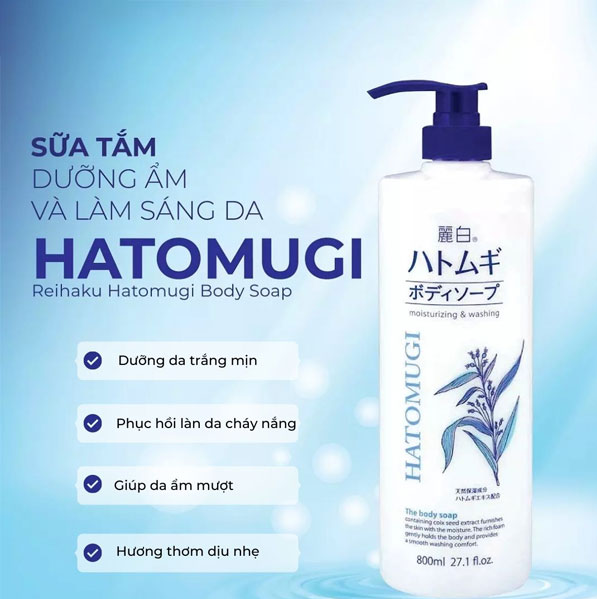 SỮA TẮM
DƯỠNG ẨM
VÀ LÀM SÁNG DA
HATOMUGI
Reihaku Hatomugi Body Soap
Dưỡng da trắng mịn
Phục hồi làn da cháy nắng
Giúp da ẩm mượt
Hương thơm dịu nhẹ
麗白®
ハトムギ
ボディソープ
moisturizing & washing
HATOMUGI
天然保湿成分
ハトムギエキス配合
The body soap
containing coix seed extract furnishes
the skin with the moisture. The rich foam
gently holds the body and provides
a smooth washing comfort.
800ml 27.1 fl.oz.